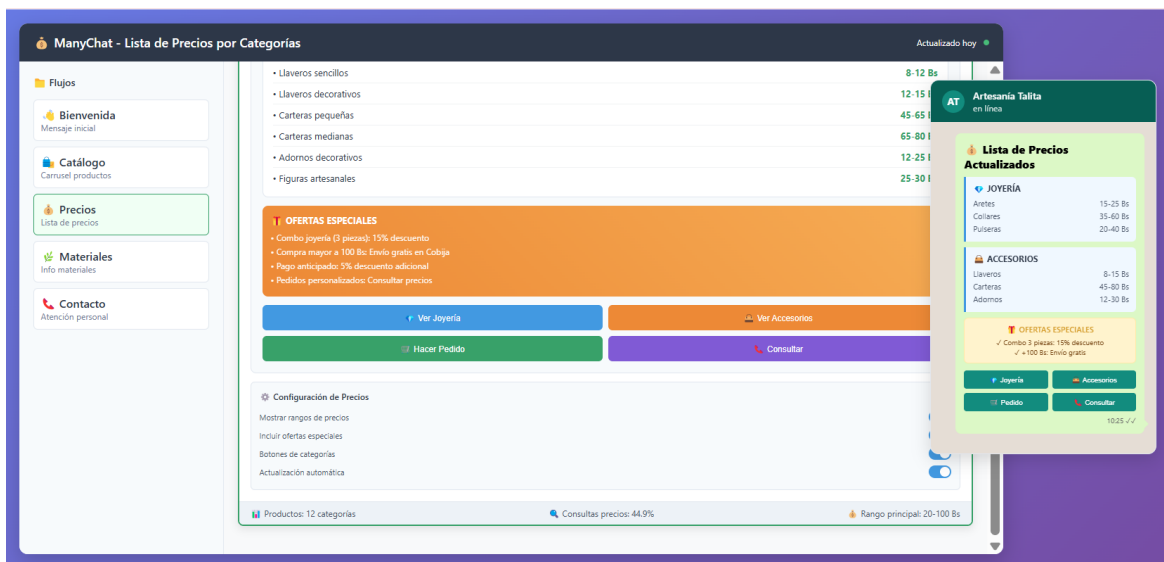 ManyChat - Lista de Precios por Categorías
Actualizado hoy
Flujos
Bienvenida
Mensaje inicial
Catálogo
Carrusel productos
Precios
Lista de precios
Materiales
Info materiales
Contacto
Atención personal
• Llaveros sencillos 8-12 Bs
• Llaveros decorativos 12-15
• Carteras pequeñas 45-65
• Carteras medianas 65-80
• Adornos decorativos 12-25
• Figuras artesanales 25-30
OFERTAS ESPECIALES
• Combo joyería (3 piezas): 15% descuento
• Compra mayor a 100 Bs: Envío gratis en Cobija
• Pago anticipado: 5% descuento adicional
• Pedidos personalizados: Consultar precios
Ver Joyería
Ver Accesorios
Hacer Pedido
Consultar
Configuración de Precios
Mostrar rangos de precios
Incluir ofertas especiales
Botones de categorías
Actualización automática
Productos: 12 categorías
Consultas precios: 44.9%
Rango principal: 20-100 Bs
AT
Artesanía Talita
en línea
Lista de Precios
Actualizados
JOYERÍA
Aretes 15-25 Bs
Collares 35-60 Bs
Pulseras 20-40 Bs
ACCESORIOS
Llaveros 8-15 Bs
Carteras 45-80 Bs
Adornos 12-30 Bs
OFERTAS ESPECIALES
✓ Combo 3 piezas: 15% descuento
✓ +100 Bs: Envío gratis
Joyería
Accesorios
Pedido
Consultar
10:25 ✓✓